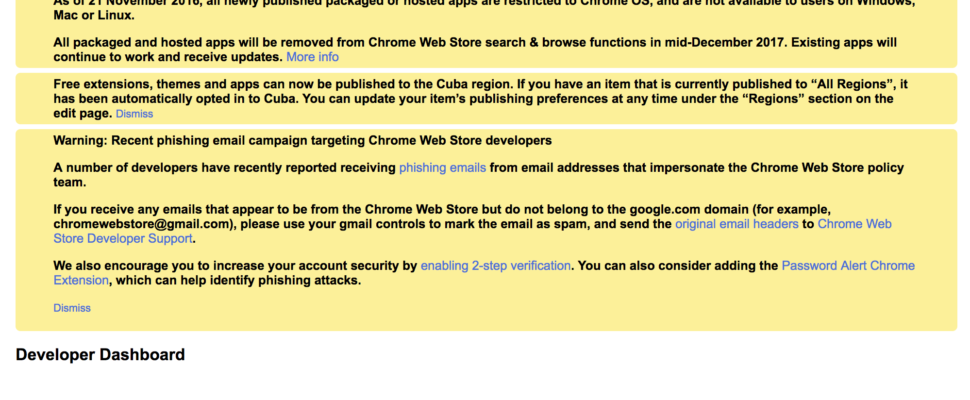 As of 21 November 2016, all newly published packaged or hosted apps are restricted to Chrome OS, and are not available to users on Windows,
Mac or Linux.
All packaged and hosted apps will be removed from Chrome Web Store search & browse functions in mid-December 2017. Existing apps will
continue to work and receive updates. More info
Free extensions, themes and apps can now be published to the Cuba region. If you have an item that is currently published to “All Regions”, it
has been automatically opted in to Cuba. You can update your item’s publishing preferences at any time under the “Regions” section on the
edit page. Dismiss
Warning: Recent phishing email campaign targeting Chrome Web Store developers
A number of developers have recently reported receiving phishing emails from email addresses that impersonate the Chrome Web Store policy
team.
If you receive any emails that appear to be from the Chrome Web Store but do not belong to the google.com domain (for example,
chromewebstore@gmail.com), please use your gmail controls to mark the email as spam, and send the original email headers to Chrome Web
Store Developer Support.
We also encourage you to increase your account security by enabling 2-step verification. You can also consider adding the Password Alert Chrome
Extension, which can help identify phishing attacks.
Dismiss
Developer Dashboard